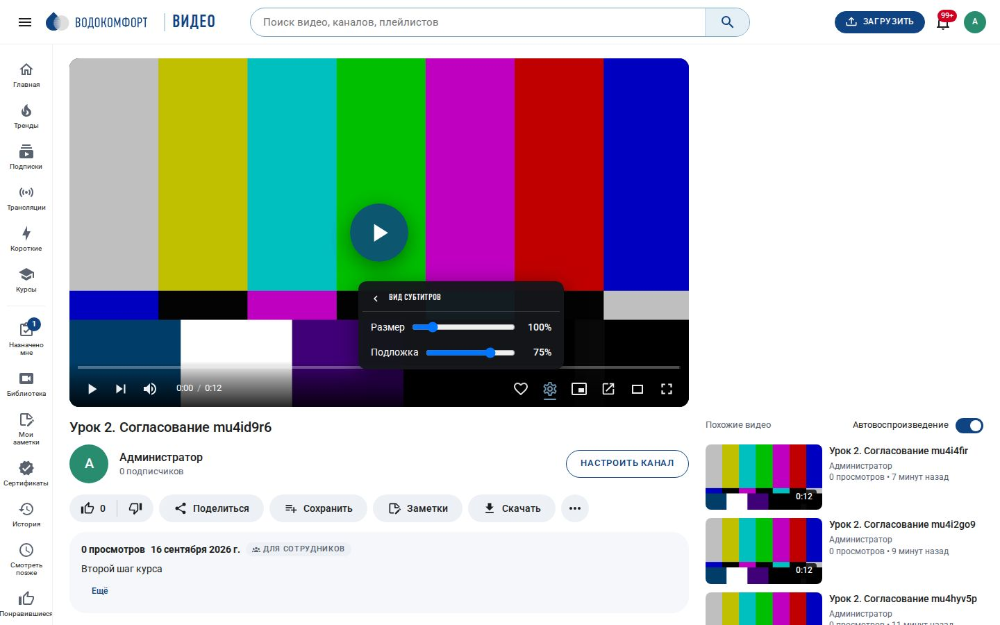 ВОДОКОМФОРТ
ВИДЕО
Поиск видео, каналов, плейлистов
ЗАГРУЗИТЬ
99+
A
Главная
Тренды
Подписки
Трансляции
Короткие
Курсы
1
Назначено
мне
Библиотека
Мои
заметки
Сертификаты
История
Смотреть
позже
Понравившиеся
ВИД СУБТИТРОВ
Размер
100%
Подложка
75%
0:00 / 0:12
Урок 2. Согласование mu4id9r6
A
Администратор
0 подписчиков
НАСТРОИТЬ КАНАЛ
0
Поделиться
Сохранить
Заметки
Скачать
0 просмотров 16 сентября 2026 г. ДЛЯ СОТРУДНИКОВ
Второй шаг курса
Ещё
Похожие видео
Автовоспроизведение
0:12
Урок 2. Согласование mu4i4fir
Администратор
0 просмотров • 7 минут назад
0:12
Урок 2. Согласование mu4i2go9
Администратор
0 просмотров • 9 минут назад
Урок 2. Согласование mu4hyv5p
Администратор
0 просмотров • 11 минут назад